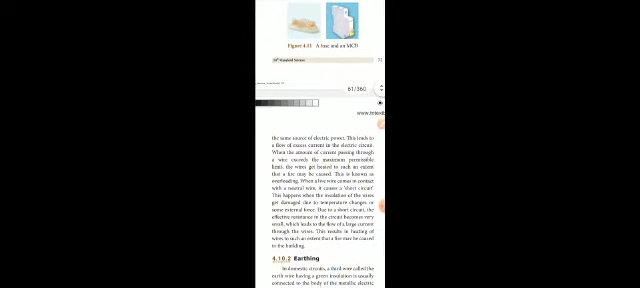 Figure 4.11 A fuse and an MCB
10th Standard Science
61/360
www.tntextb
the same source of electric power. This leads to
a flow of excess current in the electric circuit.
When the amount of current passing through
a wire exceeds the maximum permissible
limit, the wires get heated to such an extent
that a fire may be caused. This is known as
overloading. When a live wire comes in contact
with a neutral wire, it causes a 'short circuit'.
This happens when the insulation of the wires
get damaged due to temperature changes or
some external force. Due to a short circuit, the
effective resistance in the circuit becomes very
small, which leads to the flow of a large current
through the wires. This results in heating of
wires to such an extent that a fire may be caused
in the building.
4.10.2 Earthing
In domestic circuits, a third wire called the
earth wire having a green insulation is usually
connected to the body of the metallic electric